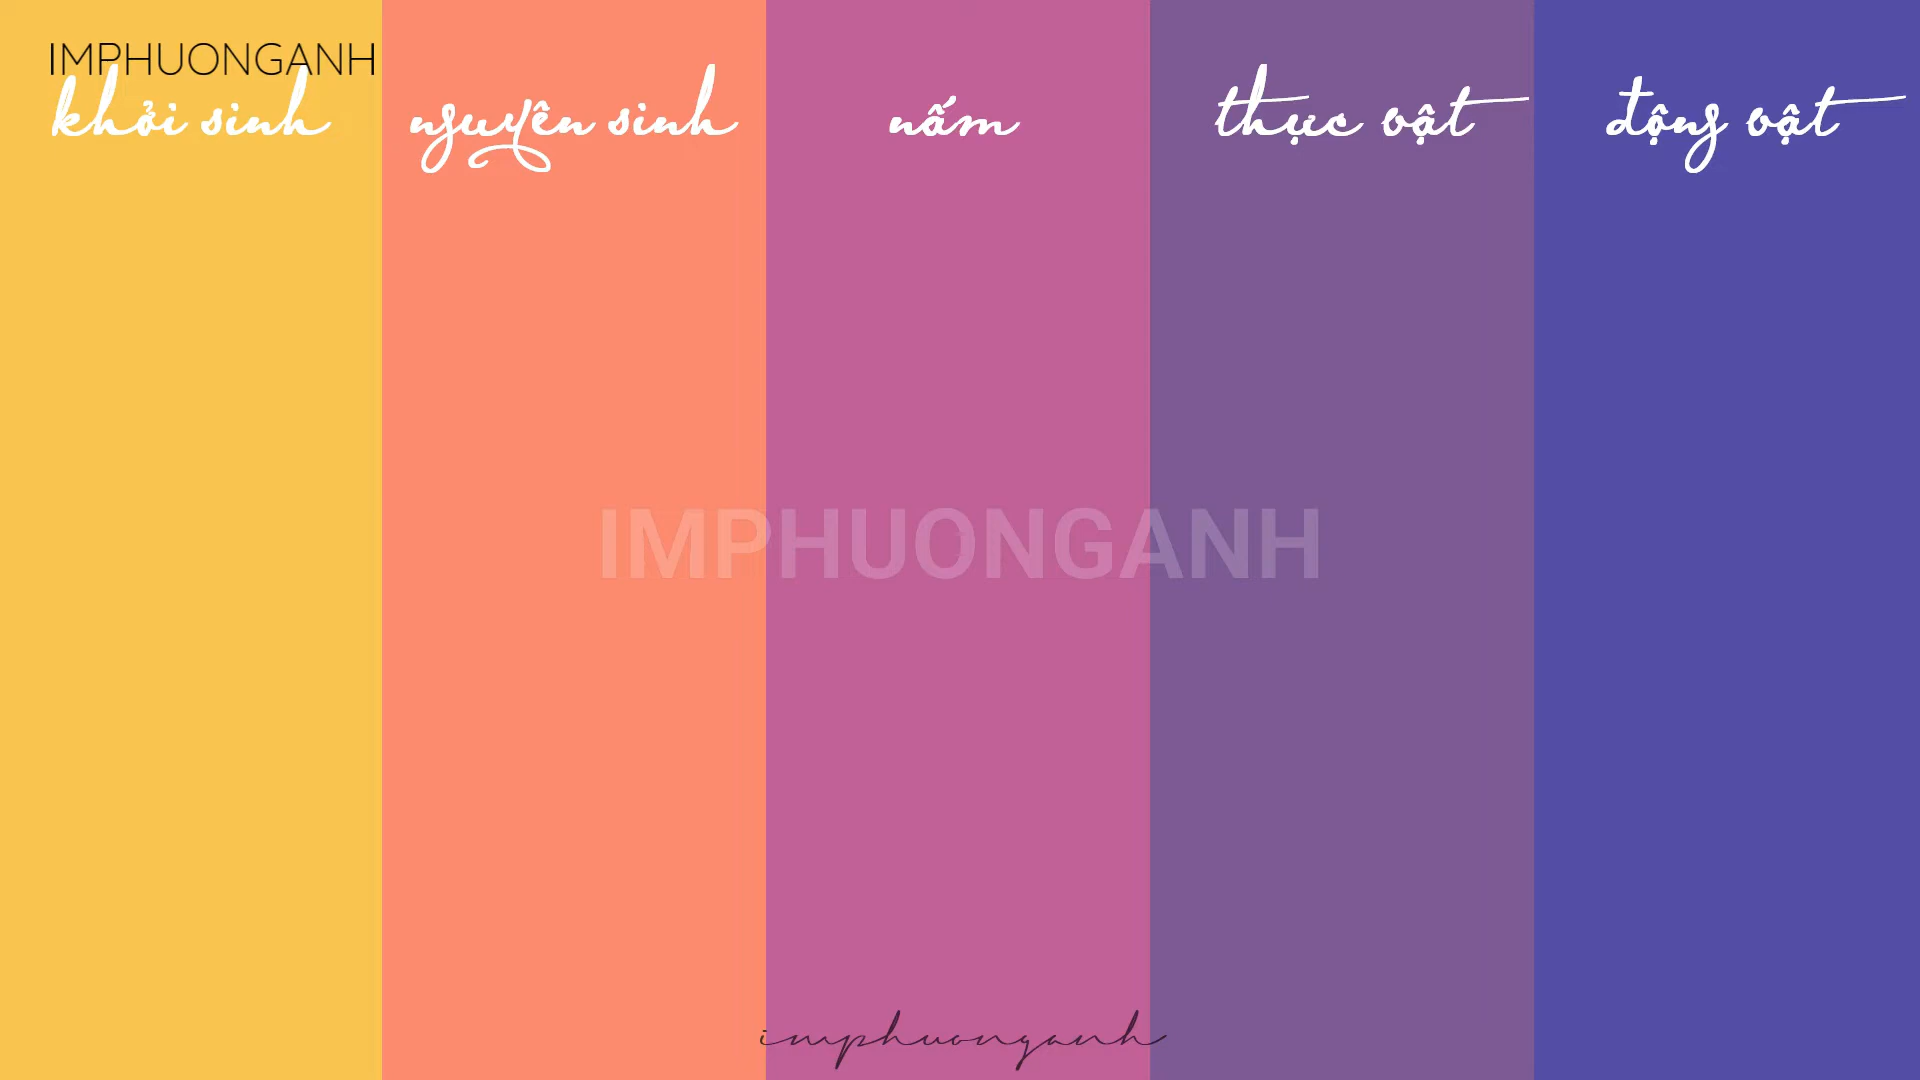 IMPHUONGANH
khởi sinh
nguyên sinh
nấm
thực vật
động vật
IMPHUONGANH
imphuonganh